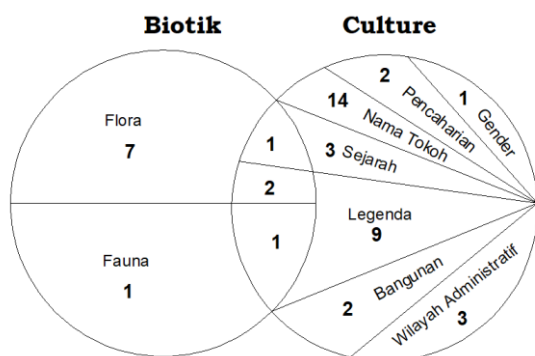 Biotik
Culture
Flora
7
Fauna
1
1
2
1
1
Gender
2
Pencaharian
14
Nama Tokoh
3 Sejarah
Legenda
9
2
Bangunan
Wilayah Administratif
3